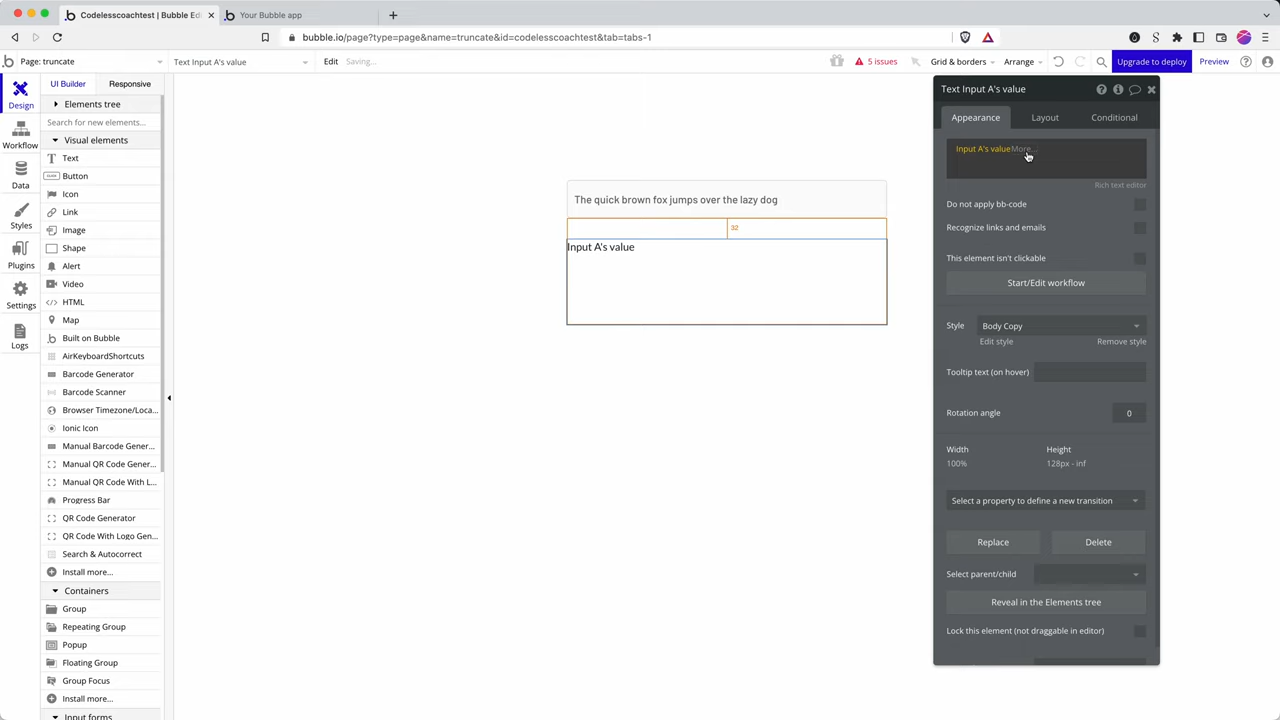 Codelesscoachtest | Bubble Ed
Your Bubble app
bubble.io/page?type=page&name=truncate&id=codelesscoachtest&tab=tabs-1
Page: truncate
Text Input A's value
Edit
Saving...
5 issues
Grid & borders
Arrange
Upgrade to deploy
Preview
Design
Workflow
Data
Styles
Plugins
Settings
Logs
UI Builder
Responsive
Elements tree
Search for new elements...
Visual elements
Text
Button
Icon
Link
Image
Shape
Alert
Video
HTML
Map
Built on Bubble
AirKeyboardShortcuts
Barcode Generator
Barcode Scanner
Browser Timezone/Loca...
Ionic Icon
Manual Barcode Gener...
Manual QR Code Gener...
Manual QR Code With L...
Progress Bar
QR Code Generator
QR Code With Logo Gen...
Search & Autocorrect
Install more...
Containers
Group
Repeating Group
Popup
Floating Group
Group Focus
Install more...
Input forms
The quick brown fox jumps over the lazy dog
32
Input A's value
Text Input A's value
Appearance
Layout
Conditional
Input A's value More...
Rich text editor
Do not apply bb-code
Recognize links and emails
This element isn't clickable
Start/Edit workflow
Style
Body Copy
Edit style
Remove style
Tooltip text (on hover)
Rotation angle
0
Width
Height
100%
128px - inf
Select a property to define a new transition
Replace
Delete
Select parent/child
Reveal in the Elements tree
Lock this element (not draggable in editor)